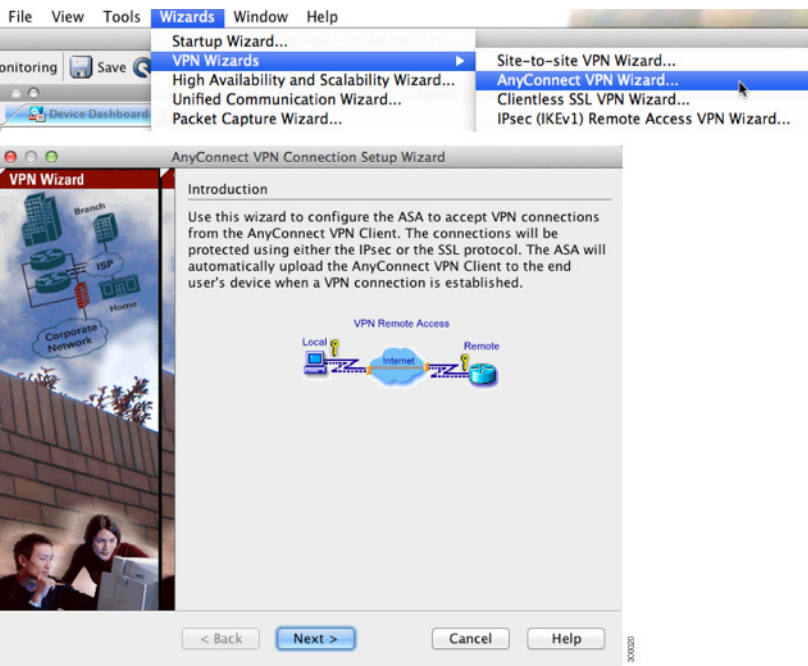 File View Tools Wizards Window Help
Startup Wizard...
onitoring Save
VPN Wizards
Site-to-site VPN Wizard...
High Availability and Scalability Wizard...
AnyConnect VPN Wizard...
Device Dashboard
Unified Communication Wizard...
Clientless SSL VPN Wizard...
Packet Capture Wizard...
IPsec (IKEv1) Remote Access VPN Wizard...
AnyConnect VPN Connection Setup Wizard
VPN Wizard
Branch
ISP
Home
Corporate
Network
Introduction
Use this wizard to configure the ASA to accept VPN connections
from the AnyConnect VPN Client. The connections will be
protected using either the IPsec or the SSL protocol. The ASA will
automatically upload the AnyConnect VPN Client to the end
user's device when a VPN connection is established.
VPN Remote Access
Local
Remote
Internet
< Back Next > Cancel Help
300020